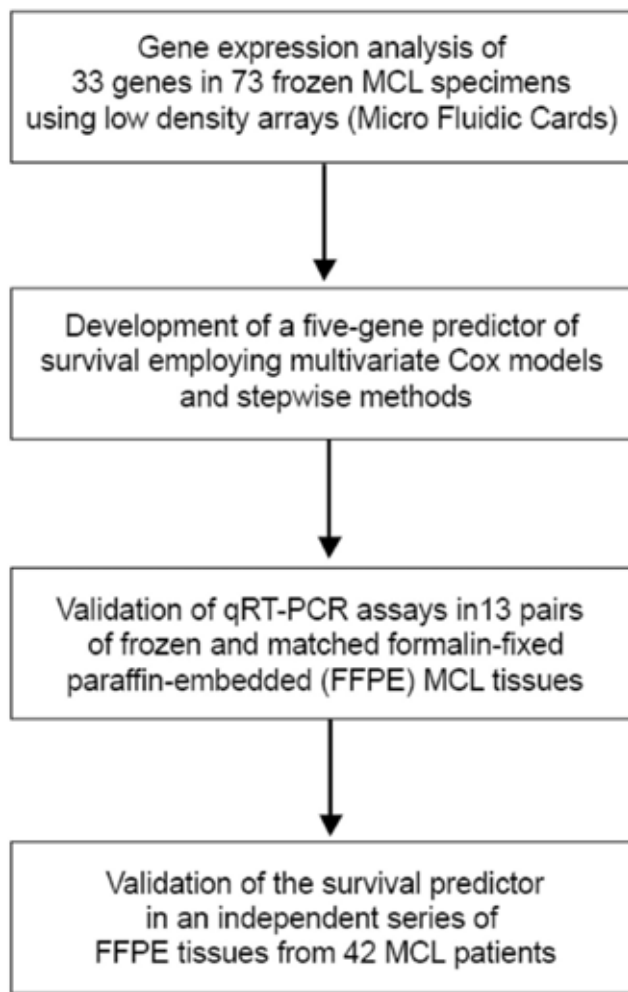 Gene expression analysis of
33 genes in 73 frozen MCL specimens
using low density arrays (Micro Fluidic Cards)
Development of a five-gene predictor of
survival employing multivariate Cox models
and stepwise methods
Validation of qRT-PCR assays in13 pairs
of frozen and matched formalin-fixed
paraffin-embedded (FFPE) MCL tissues
Validation of the survival predictor
in an independent series of
FFPE tissues from 42 MCL patients